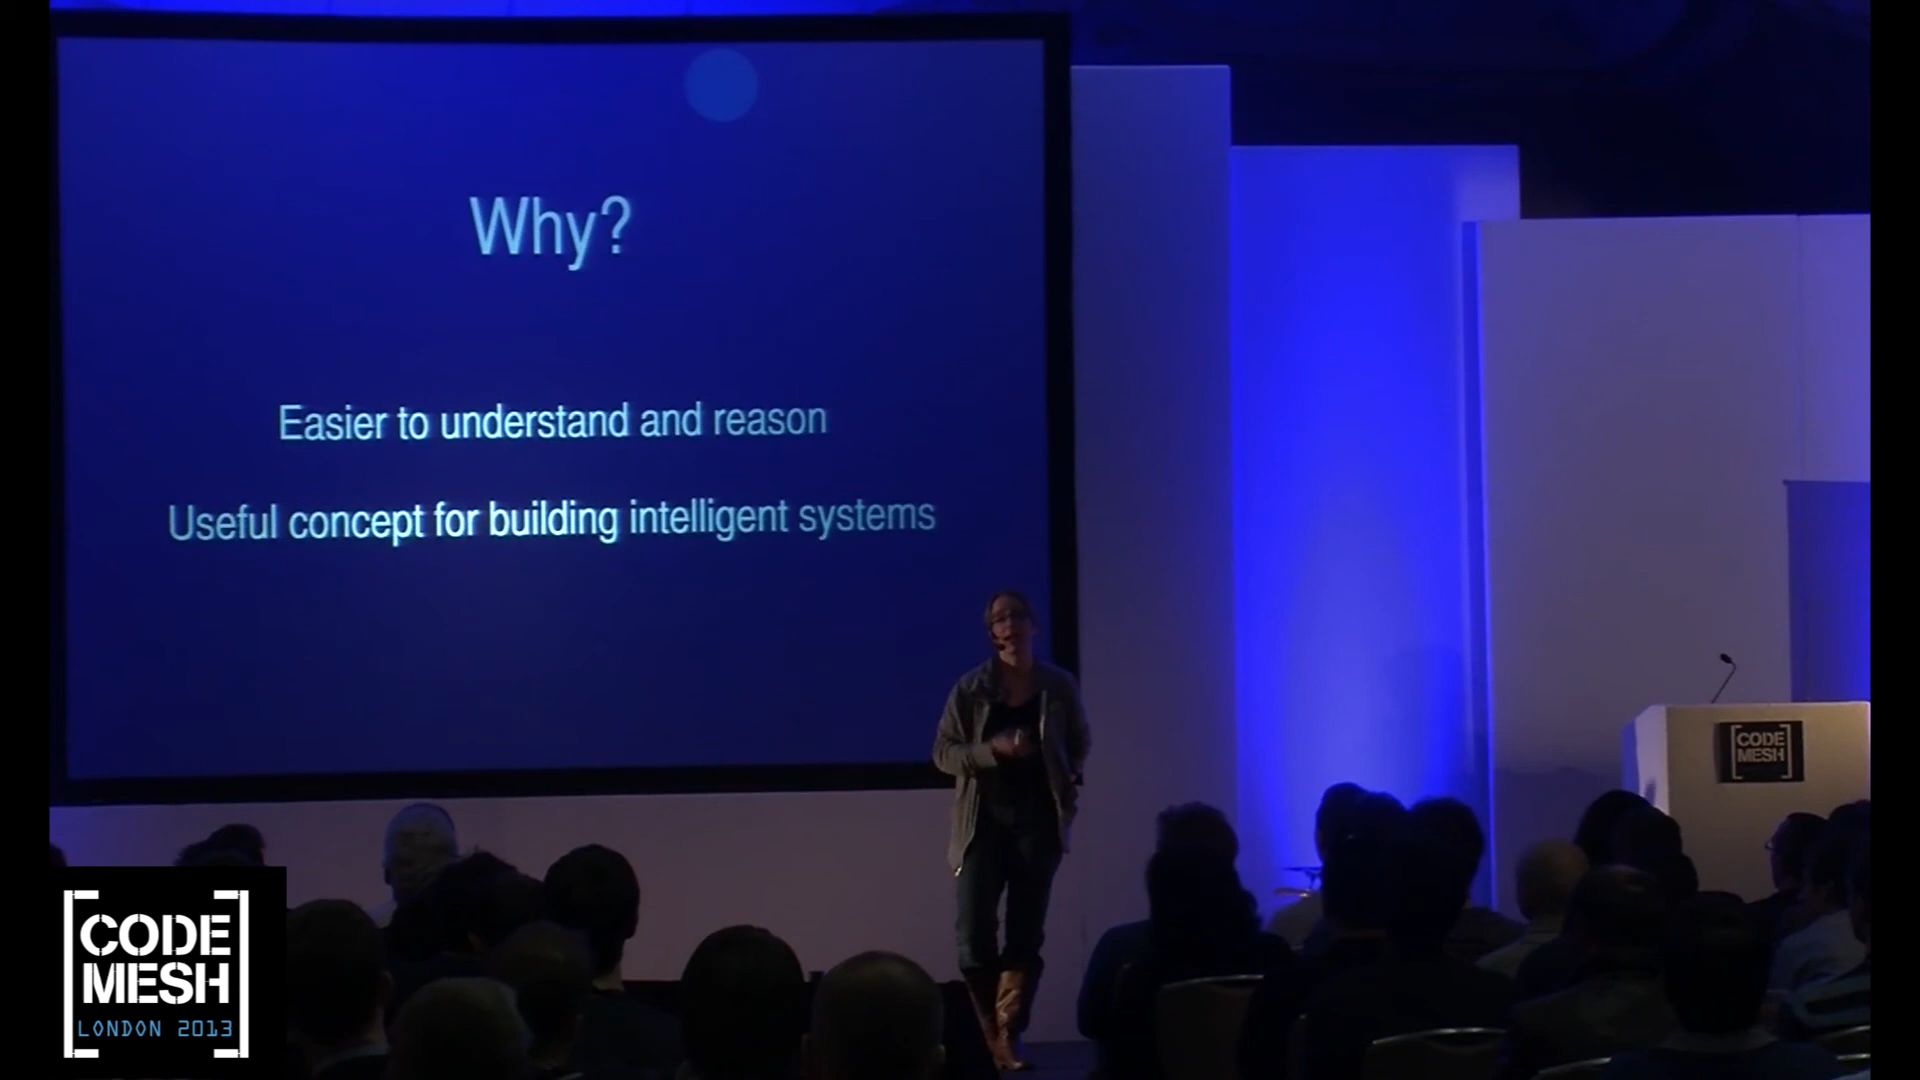 Why?
Easier to understand and reason
Useful concept for building intelligent systems
CODE
MESH
CODE
MESH
LONDON 2013